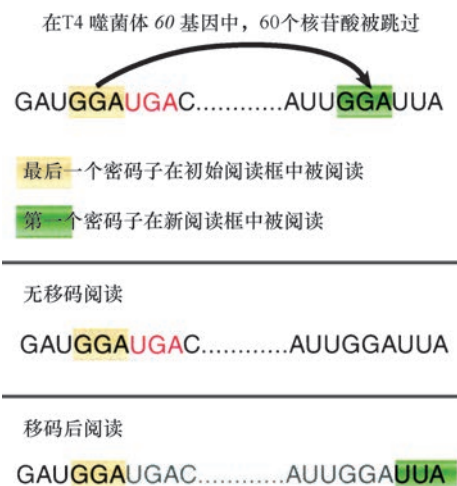 在T4 噬菌体 60 基因中，60个核苷酸被跳过
GAUGGAUGAC............AUUGGAUUA
最后一个密码子在初始阅读框中被阅读
第一个密码子在新阅读框中被阅读
无移码阅读
GAUGGAUGAC............AUUGGAUUA
移码后阅读
GAUGGAUGAC............AUUGGAUUA